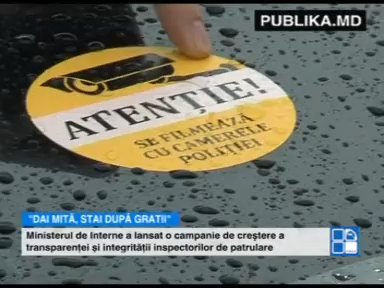 PUBLIKA.MD
ATENȚIE!
SE FILMEAZĂ
CU CAMERELE
POLIȚIEI
"DAI MITĂ, STAI DUPĂ GRATII"
Ministerul de Interne a lansat o campanie de creștere a
transparenței și integrității inspectorilor de patrulare